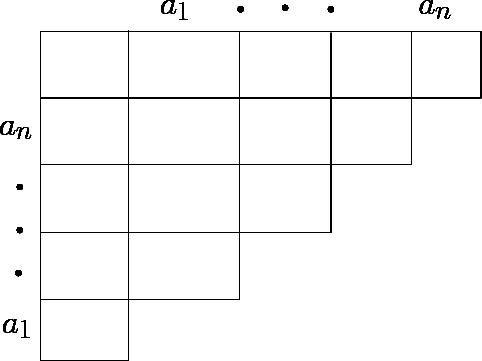 a₁ • • • aₙ
aₙ
•
•
•
a₁